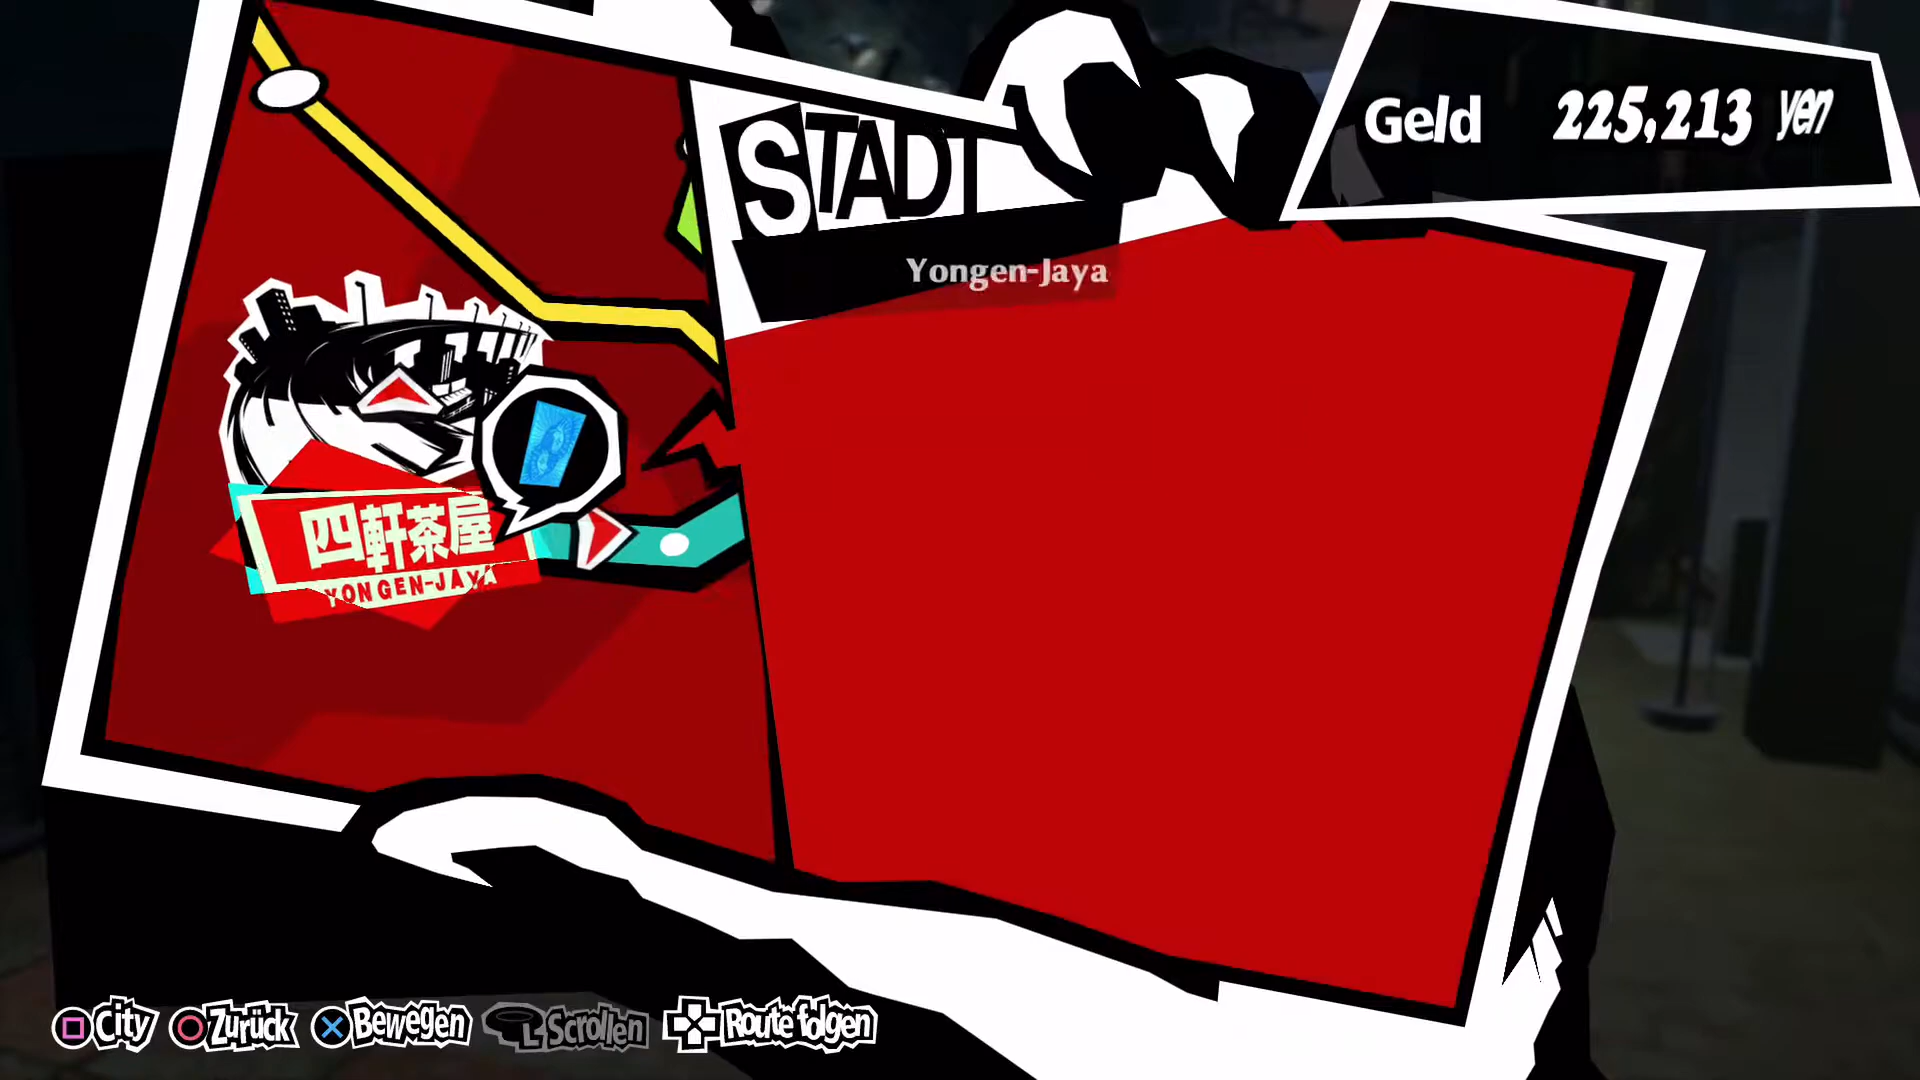 Geld 225,213 yen
STADT
Yongen-Jaya
四軒茶屋
YONGEN-JAYA
City Zurück Bewegen L Scrollen Route folgen